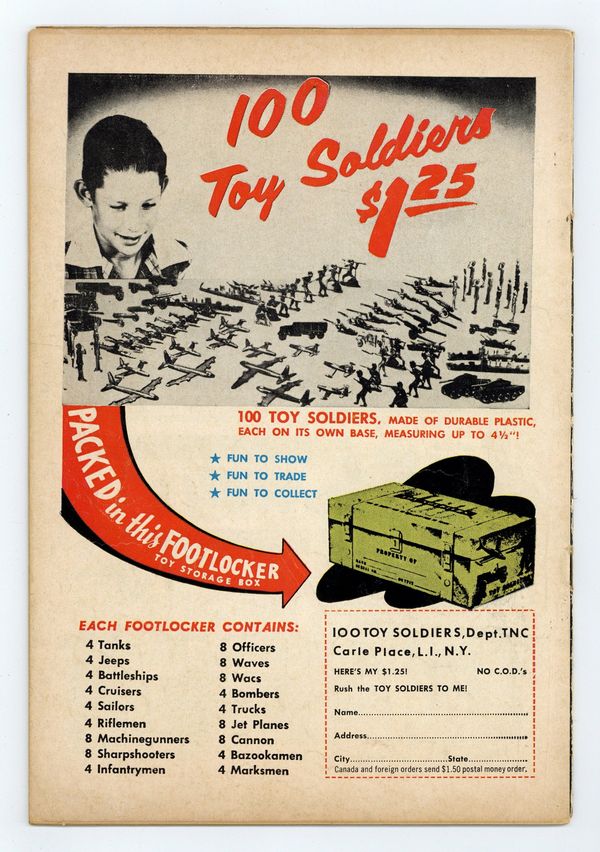 100
Toy Soldiers
$1.25
100 TOY SOLDIERS, MADE OF DURABLE PLASTIC,
EACH ON ITS OWN BASE, MEASURING UP TO 4½"!
★ FUN TO SHOW
★ FUN TO TRADE
★ FUN TO COLLECT
PACKED in this FOOTLOCKER
TOY STORAGE BOX
PROPERTY OF
EACH FOOTLOCKER CONTAINS:
4 Tanks
4 Jeeps
4 Battleships
4 Cruisers
4 Sailors
4 Riflemen
8 Machinegunners
8 Sharpshooters
4 Infantrymen
8 Officers
8 Waves
8 Wacs
4 Bombers
4 Trucks
8 Jet Planes
8 Cannon
4 Bazookamen
4 Marksmen
100 TOY SOLDIERS, Dept. TNC
Carle Place, L.I., N.Y.
HERE'S MY $1.25! NO C.O.D.'s
Rush the TOY SOLDIERS TO ME!
Name
Address
City State
Canada and foreign orders send $1.50 postal money order.